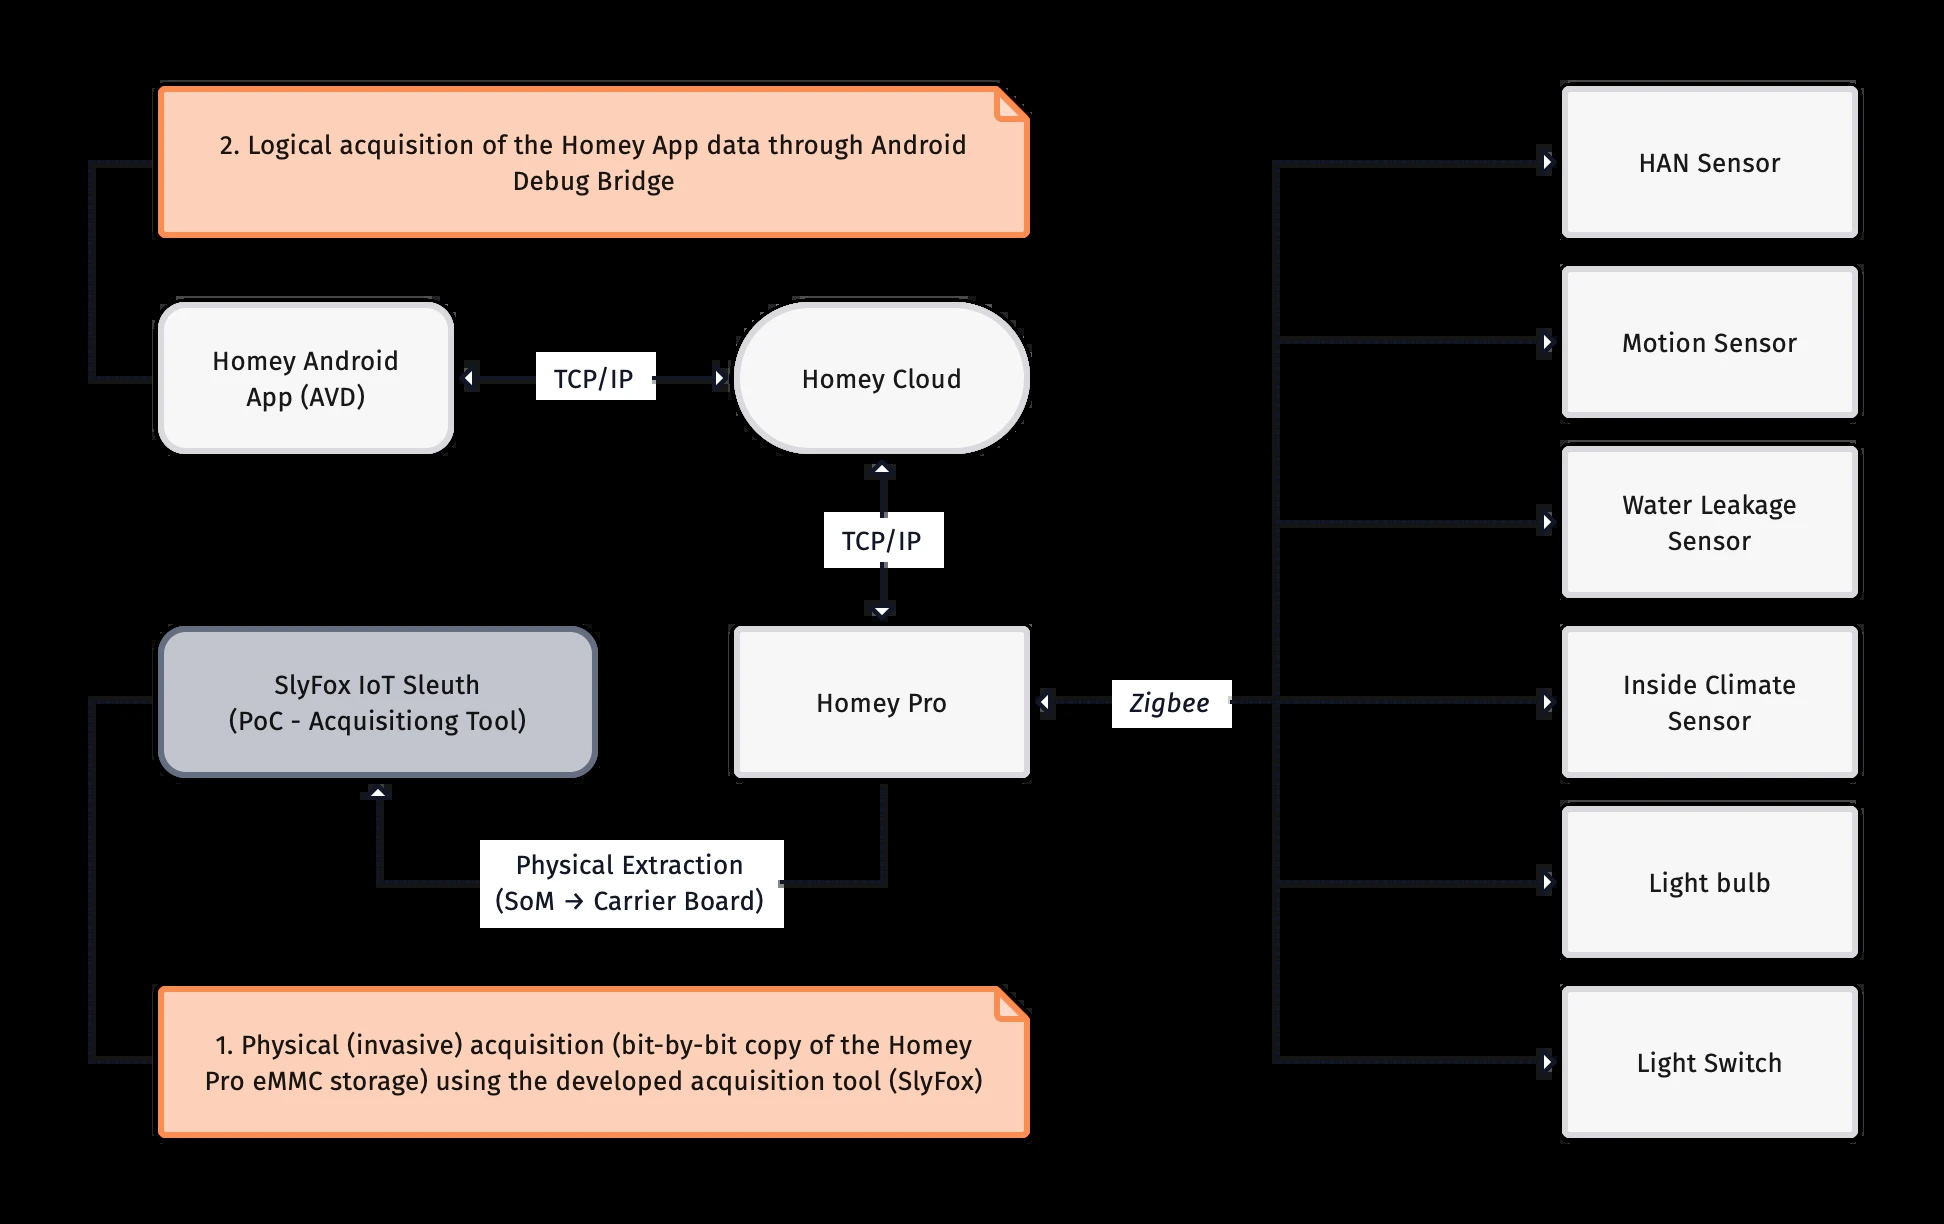 2. Logical acquisition of the Homey App data through Android
Debug Bridge
Homey Android
App (AVD)
TCP/IP
Homey Cloud
TCP/IP
SlyFox IoT Sleuth
(PoC - Acquisitiong Tool)
Homey Pro
Zigbee
Physical Extraction
(SoM → Carrier Board)
1. Physical (invasive) acquisition (bit-by-bit copy of the Homey
Pro eMMC storage) using the developed acquisition tool (SlyFox)
HAN Sensor
Motion Sensor
Water Leakage
Sensor
Inside Climate
Sensor
Light bulb
Light Switch